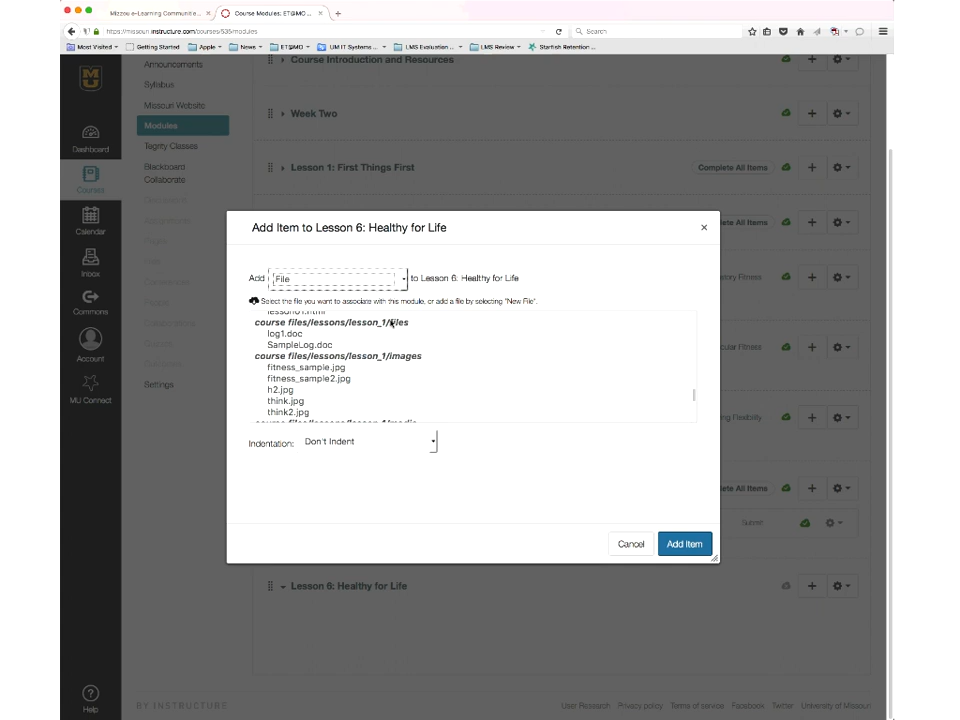 Mizzou e-Learning Communitie...
Course Modules: ET@MO ...
https://missouri.instructure.com/courses/536/modules
Search
Most Visited
Getting Started
Apple
News
ET@MO
UM IT Systems ...
LMS Evaluation ...
LMS Review
Starfish Retention ...
Announcements
Syllabus
Missouri Website
Modules
Tegrity Classes
Blackboard
Collaborate
Settings
Dashboard
Courses
Calendar
Inbox
Commons
Account
MU Connect
Help
Course Introduction and Resources
Week Two
Lesson 1: First Things First
Complete All Items
Add Item to Lesson 6: Healthy for Life
Add
File
to Lesson 6: Healthy for Life
Select the file you want to associate with this module, or add a file by selecting "New File".
course files/lessons/lesson_1/files
log1.doc
SampleLog.doc
course files/lessons/lesson_1/images
fitness_sample.jpg
fitness_sample2.jpg
h2.jpg
think.jpg
think2.jpg
Indentation:
Don't Indent
Cancel
Add Item
Submit
Lesson 6: Healthy for Life
BY INSTRUCTURE
User Research
Privacy policy
Terms of service
Facebook
Twitter
University of Missouri